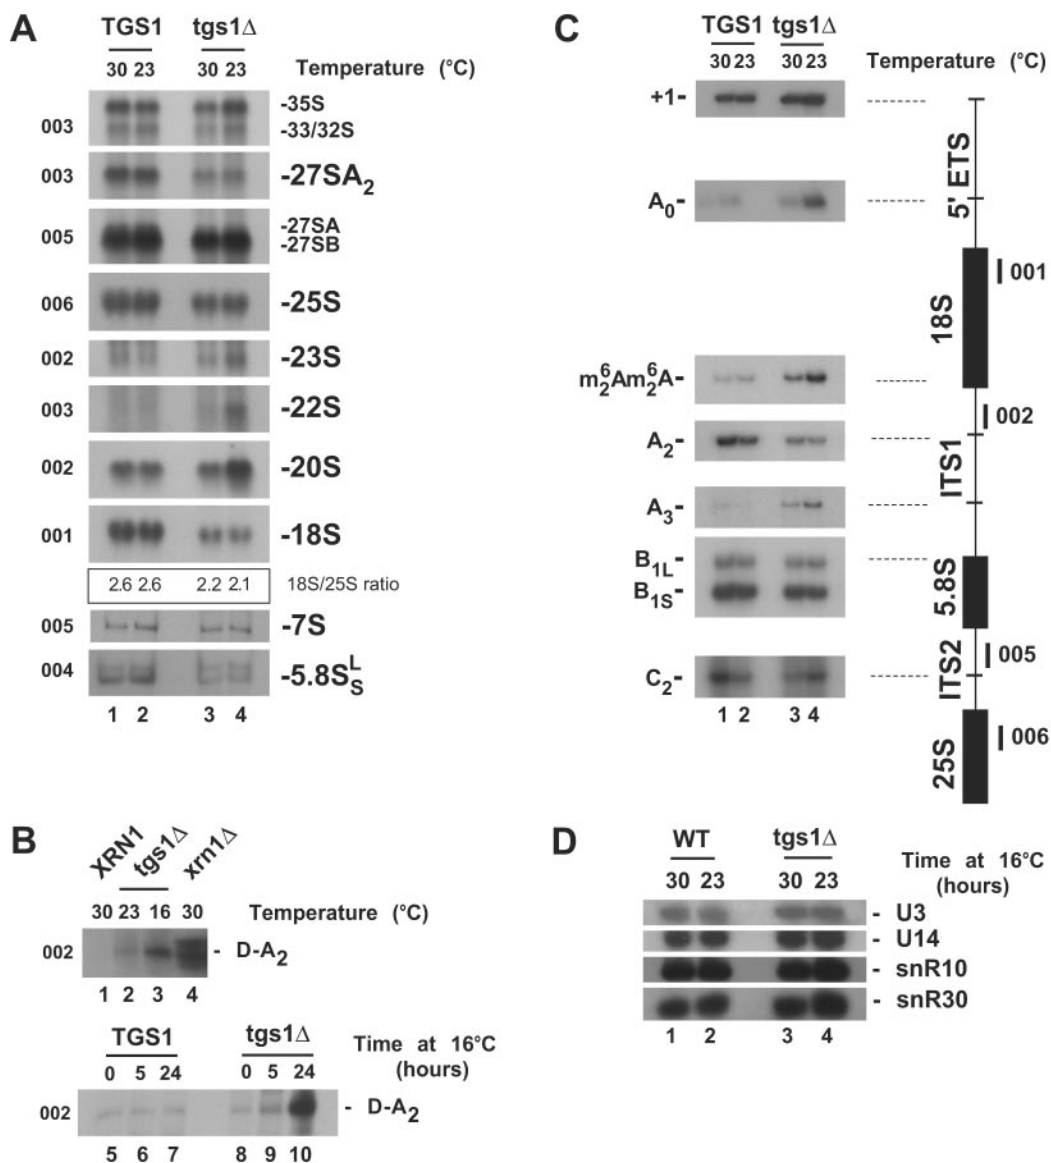 A
TGS1 tgs1Δ
30 23 30 23 Temperature (°C)
003 -35S
-33/32S
003 -27SA2
005 -27SA
-27SB
006 -25S
002 -23S
003 -22S
002 -20S
001 -18S
2.6 2.6 2.2 2.1 18S/25S ratio
005 -7S
004 -5.8S L S
1 2 3 4
B
XRN1 tgs1Δ xrn1Δ
30 23 16 30 Temperature (°C)
002 - D-A2
1 2 3 4
TGS1 tgs1Δ Time at 16°C
(hours)
0 5 24 0 5 24
002 - D-A2
5 6 7 8 9 10
C
TGS1 tgs1Δ
30 23 30 23 Temperature (°C)
+1-
A0-
m62Am62A-
A2-
A3-
B1L-
B1S-
C2-
1 2 3 4
5' ETS
18S
001
002
ITS1
5.8S
ITS2
005
25S
006
D
WT tgs1Δ Time at 16°C
(hours)
30 23 30 23
- U3
- U14
- snR10
- snR30
1 2 3 4